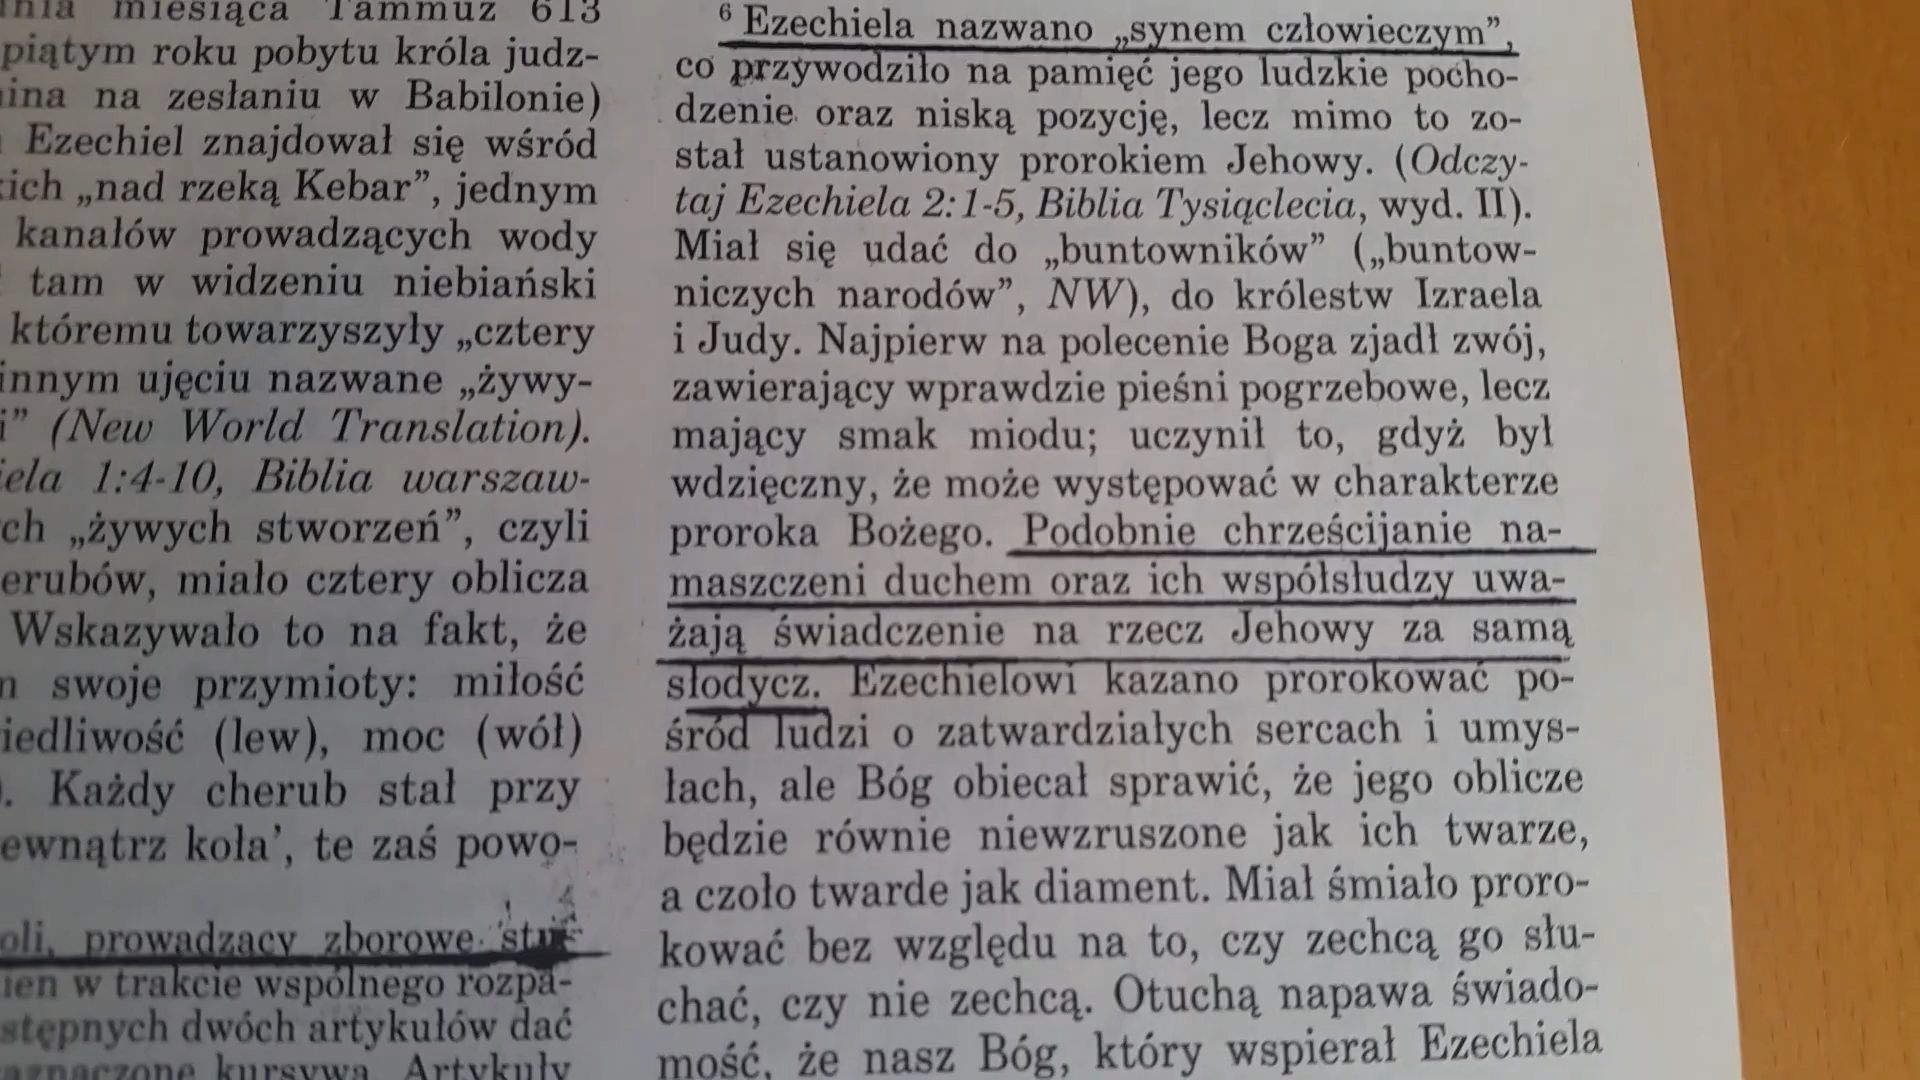 miesiąca Tammuz 613
piątym roku pobytu króla judz-
na zesłaniu w Babilonie)
Ezechiel znajdował się wśród
„nad rzeką Kebar”, jednym
kanałów prowadzących wody
tam w widzeniu niebiański
któremu towarzyszyły „cztery
innym ujęciu nazwane „żywy-
i” (New World Translation).
1:4-10, Biblia warszaw-
„żywych stworzeń”, czyli
erubów, miało cztery oblicza
Wskazywało to na fakt, że
swoje przymioty: miłość
iedliwość (lew), moc (wół)
). Każdy cherub stał przy
ewnątrz koła’, te zaś powo-
prowadzący zborowe
w trakcie wspólnego rozpa-
stępnych dwóch artykułów dać
kursywą. Artykuły
6 Ezechiela nazwano „synem człowieczym”,
co przywodziło na pamięć jego ludzkie pocho-
dzenie oraz niską pozycję, lecz mimo to zo-
stał ustanowiony prorokiem Jehowy. (Odczy-
taj Ezechiela 2:1-5, Biblia Tysiąclecia, wyd. II).
Miał się udać do „buntowników” („buntow-
niczych narodów”, NW), do królestw Izraela
i Judy. Najpierw na polecenie Boga zjadł zwój,
zawierający wprawdzie pieśni pogrzebowe, lecz
mający smak miodu; uczynił to, gdyż był
wdzięczny, że może występować w charakterze
proroka Bożego. Podobnie chrześcijanie na-
maszczeni duchem oraz ich współsłudzy uwa-
żają świadczenie na rzecz Jehowy za samą
słodycz. Ezechielowi kazano prorokować po-
śród ludzi o zatwardziałych sercach i umys-
łach, ale Bóg obiecał sprawić, że jego oblicze
będzie równie niewzruszone jak ich twarze,
a czoło twarde jak diament. Miał śmiało proro-
kować bez względu na to, czy zechcą go słu-
chać, czy nie zechcą. Otuchą napawa świado-
mość, że nasz Bóg, który wspierał Ezechiela